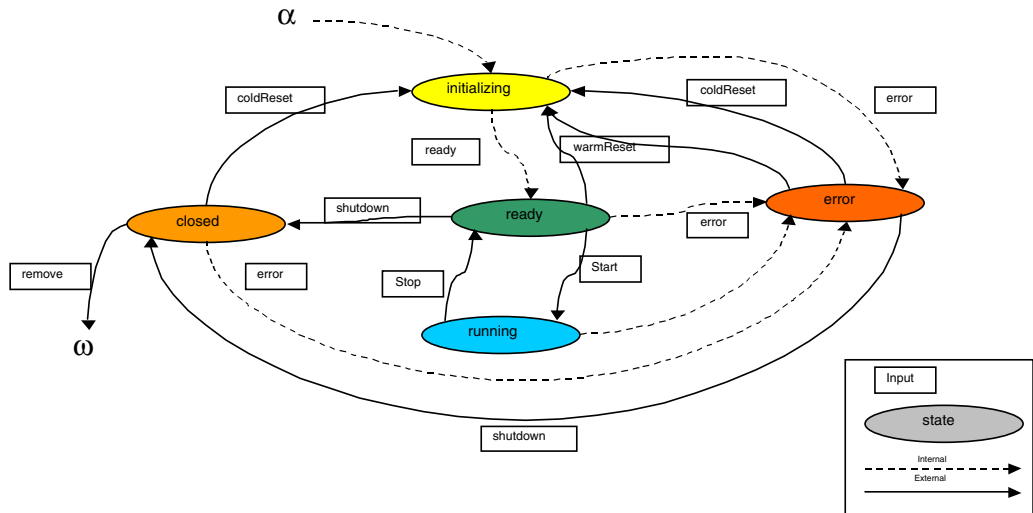 α
initializing
coldReset
coldReset
error
ready
warmReset
closed
shutdown
ready
error
error
remove
error
Stop
Start
ω
running
shutdown
Input
state
Internal
External